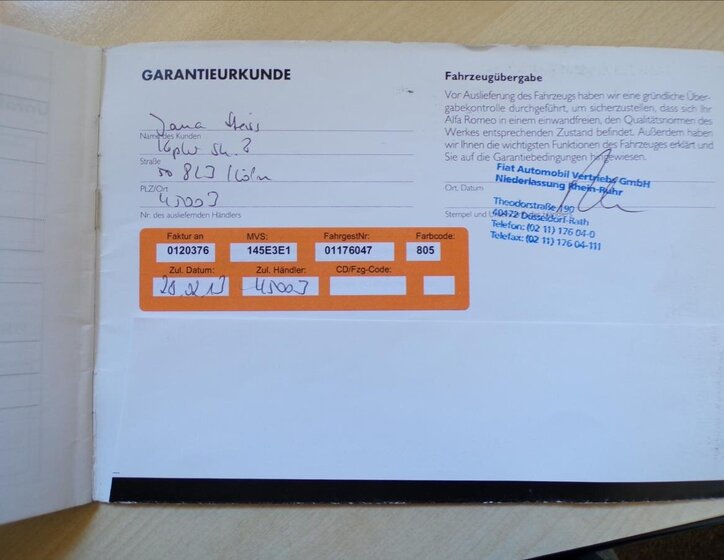 GARANTIEURKUNDE
Jana
Name des Kunden
Straße
50823 Köln
PLZ/Ort
45003
Nr. des ausliefernden Händlers
Faktur an MVS: FahrgestNr: Farbcode:
0120376 145E3E1 01176047 805
Zul. Datum: Zul. Händler: CD/Fzg-Code:
28.02.13 45003
Fahrzeugübergabe
Vor Auslieferung des Fahrzeugs haben wir eine gründliche Über-
gabekontrolle durchgeführt, um sicherzustellen, dass sich Ihr
Alfa Romeo in einem einwandfreien, den Qualitätsnormen des
Werkes entsprechenden Zustand befindet. Außerdem haben
wir Ihnen die wichtigsten Funktionen des Fahrzeuges erklärt und
Sie auf die Garantiebedingungen hingewiesen.
Fiat Automobil Vertriebs GmbH
Niederlassung Rhein-Ruhr
Ort, Datum
Theodorstraße 190
Stempel und
40472 Düsseldorf-Rath
Telefon: (02 11) 176 04-0
Telefax: (02 11) 176 04-111